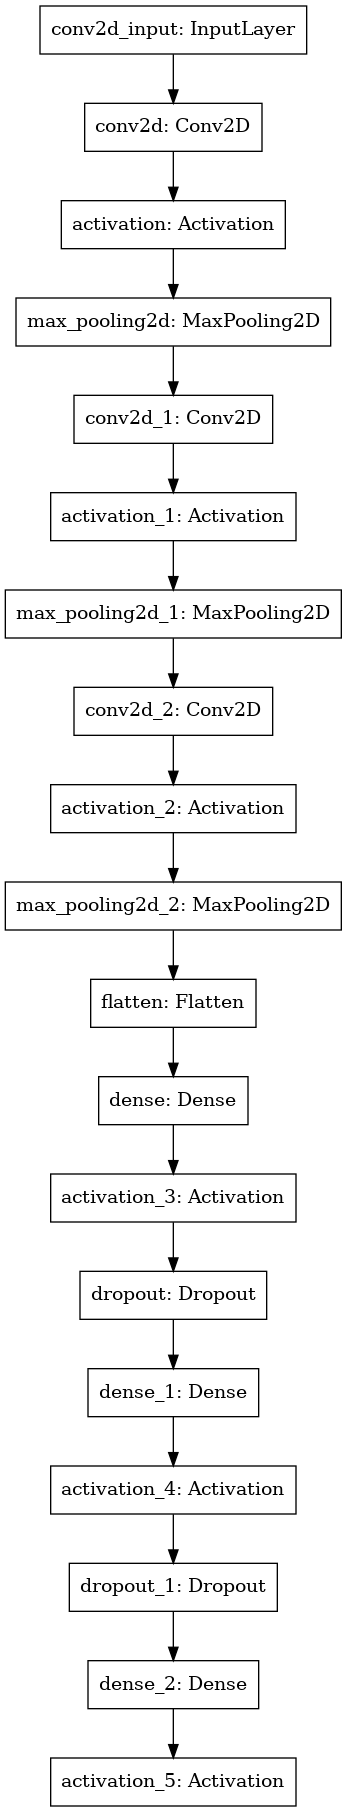 conv2d_input: InputLayer
conv2d: Conv2D
activation: Activation
max_pooling2d: MaxPooling2D
conv2d_1: Conv2D
activation_1: Activation
max_pooling2d_1: MaxPooling2D
conv2d_2: Conv2D
activation_2: Activation
max_pooling2d_2: MaxPooling2D
flatten: Flatten
dense: Dense
activation_3: Activation
dropout: Dropout
dense_1: Dense
activation_4: Activation
dropout_1: Dropout
dense_2: Dense
activation_5: Activation